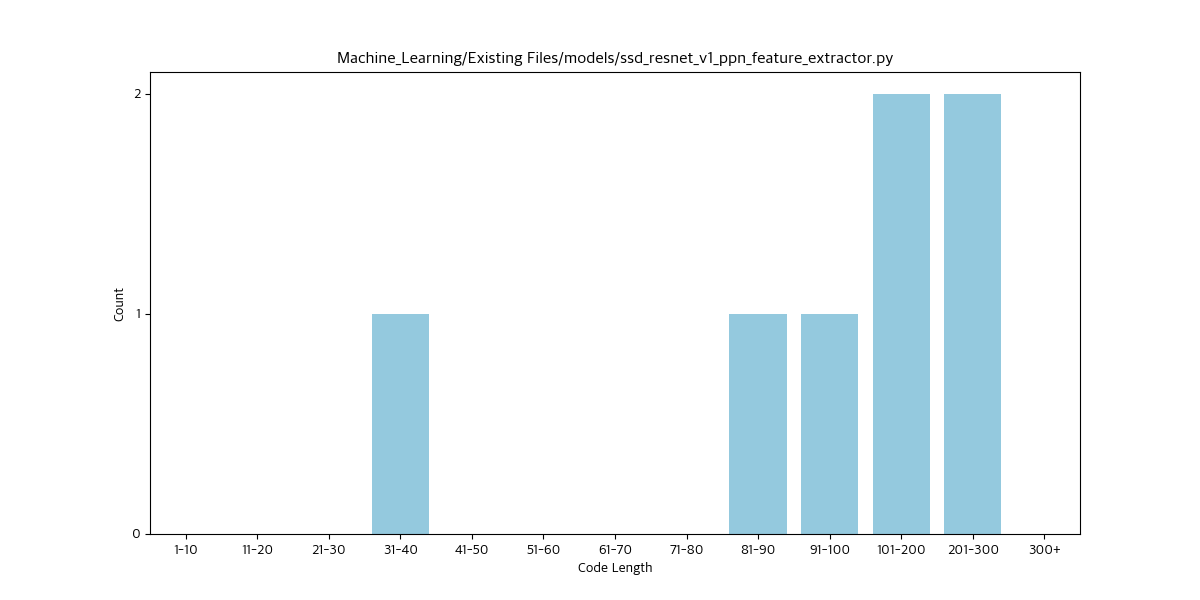 Machine_Learning/Existing Files/models/ssd_resnet_v1_ppn_feature_extractor.py
Count
2
1
0
1-10 11-20 21-30 31-40 41-50 51-60 61-70 71-80 81-90 91-100 101-200 201-300 300+
Code Length